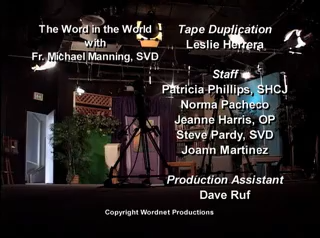 The Word in the World
with
Fr. Michael Manning, SVD
Tape Duplication
Leslie Herrera
Staff
Patricia Phillips, SHCJ
Norma Pacheco
Jeanne Harris, OP
Steve Pardy, SVD
Joann Martinez
Production Assistant
Dave Ruf
Copyright Wordnet Productions